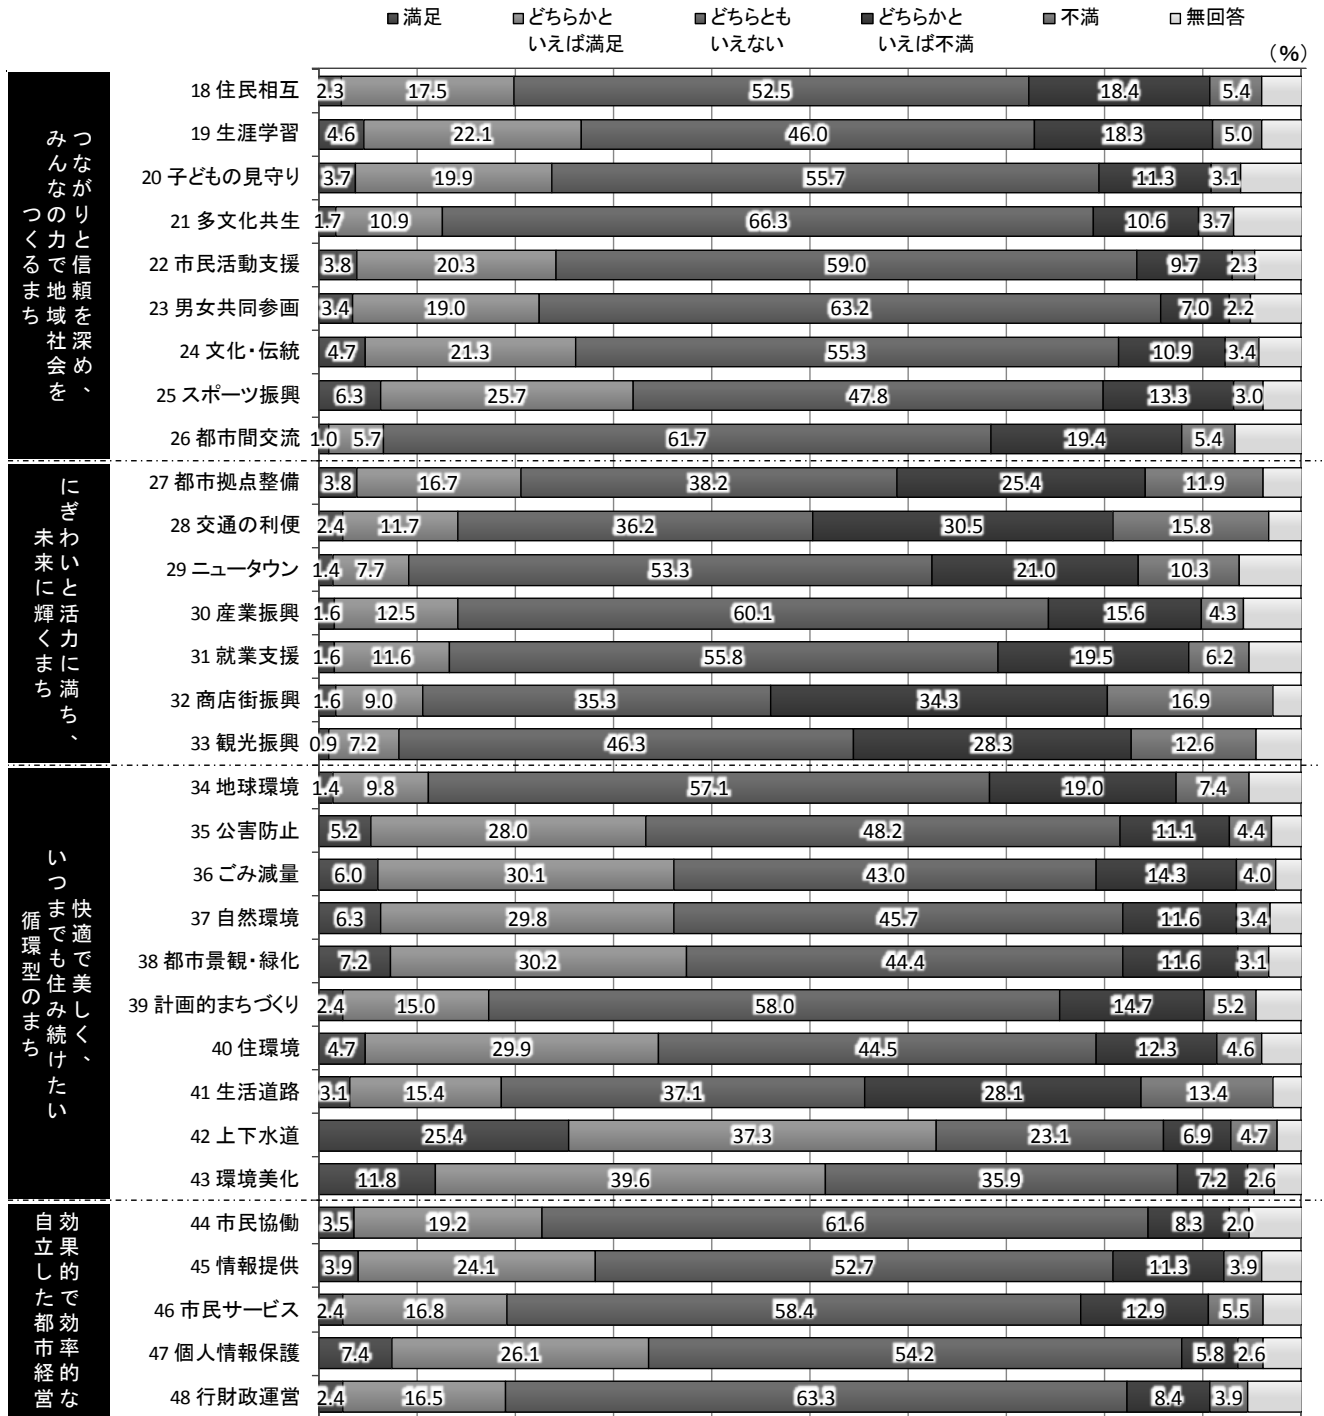 ■満足 ■どちらかと ■どちらとも ■どちらかと ■不満 □無回答
いえば満足 いえない いえば不満
(%)
つながりと信頼を深め、
みんなの力で地域社会を
つくるまち
18 住民相互 2.3 17.5 52.5 18.4 5.4
19 生涯学習 4.6 22.1 46.0 18.3 5.0
20 子どもの見守り 3.7 19.9 55.7 11.3 3.1
21 多文化共生 1.7 10.9 66.3 10.6 3.7
22 市民活動支援 3.8 20.3 59.0 9.7 2.3
23 男女共同参画 3.4 19.0 63.2 7.0 2.2
24 文化・伝統 4.7 21.3 55.3 10.9 3.4
25 スポーツ振興 6.3 25.7 47.8 13.3 3.0
26 都市間交流 1.0 5.7 61.7 19.4 5.4
にぎわいと活力に満ち、
未来に輝くまち
27 都市拠点整備 3.8 16.7 38.2 25.4 11.9
28 交通の利便 2.4 11.7 36.2 30.5 15.8
29 ニュータウン 1.4 7.7 53.3 21.0 10.3
30 産業振興 1.6 12.5 60.1 15.6 4.3
31 就業支援 1.6 11.6 55.8 19.5 6.2
32 商店街振興 1.6 9.0 35.3 34.3 16.9
33 観光振興 0.9 7.2 46.3 28.3 12.6
快適で美しく、
いつまでも住み続けたい
循環型のまち
34 地球環境 1.4 9.8 57.1 19.0 7.4
35 公害防止 5.2 28.0 48.2 11.1 4.4
36 ごみ減量 6.0 30.1 43.0 14.3 4.0
37 自然環境 6.3 29.8 45.7 11.6 3.4
38 都市景観・緑化 7.2 30.2 44.4 11.6 3.1
39 計画的まちづくり 2.4 15.0 58.0 14.7 5.2
40 住環境 4.7 29.9 44.5 12.3 4.6
41 生活道路 3.1 15.4 37.1 28.1 13.4
42 上下水道 25.4 37.3 23.1 6.9 4.7
43 環境美化 11.8 39.6 35.9 7.2 2.6
効果的で効率的な
自立した都市経営
44 市民協働 3.5 19.2 61.6 8.3 2.0
45 情報提供 3.9 24.1 52.7 11.3 3.9
46 市民サービス 2.4 16.8 58.4 12.9 5.5
47 個人情報保護 7.4 26.1 54.2 5.8 2.6
48 行財政運営 2.4 16.5 63.3 8.4 3.9